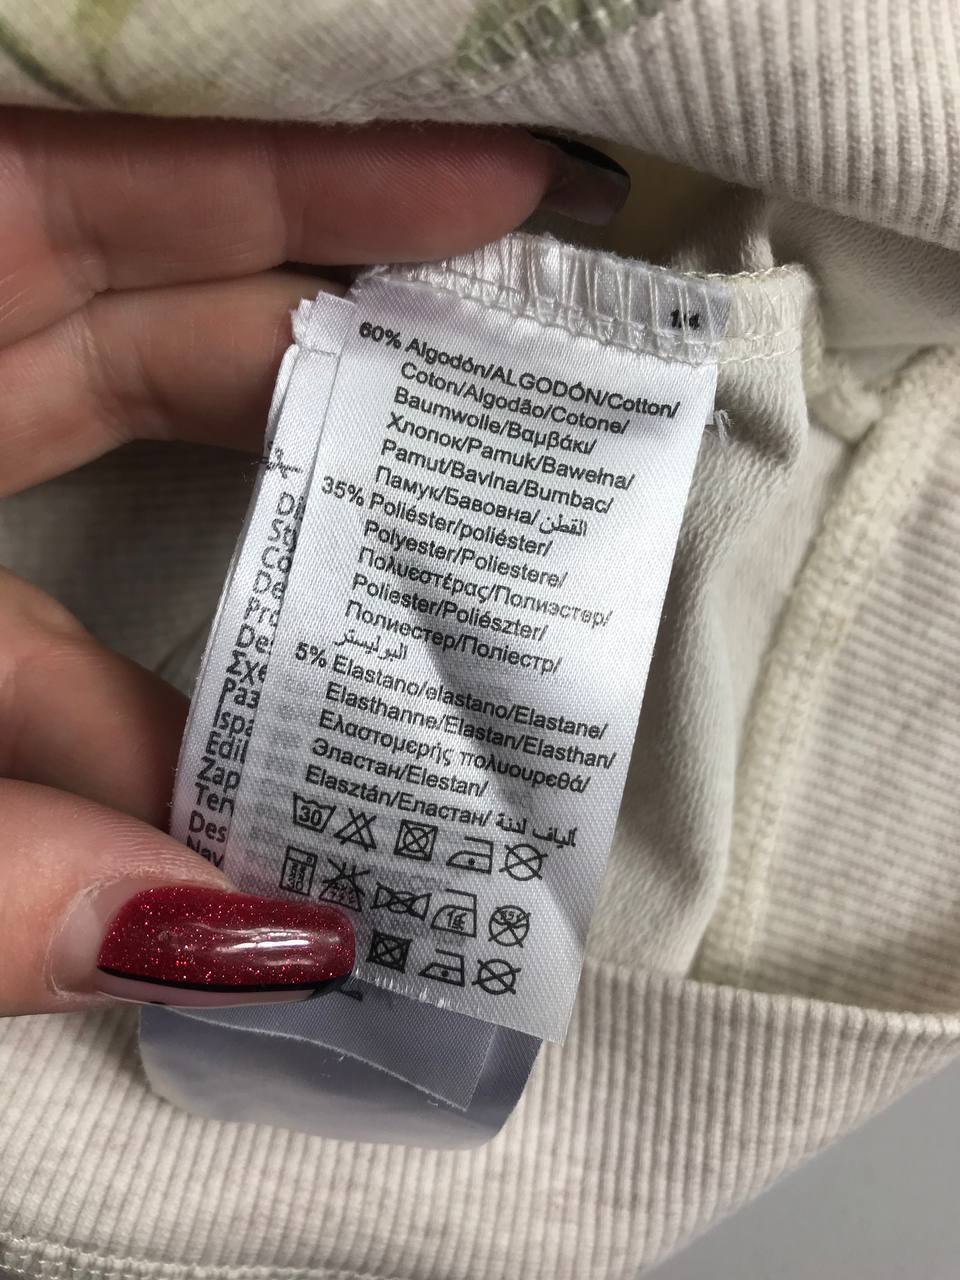 60% Algodón/ALGODÓN/Cotton/
Coton/Algodão/Cotone/
Baumwolle/Βαμβάκι/
Хлопок/Pamuk/Bawełna/
Pamut/Bavlna/Bumbac/
Памук/Бавовна/القطن
35% Poliéster/poliéster/
Polyester/Poliestere/
Πολυεστέρας/Полиэстер/
Poliester/Poliészter/
Полиестер/Поліестр/
البوليستر
5% Elastano/elastano/Elastane/
Elasthanne/Elastan/Elasthan/
Ελαστομερής πολυουρεθά/
Эластан/Elestan/
Elasztán/Еластан/ألياف لدنة
30